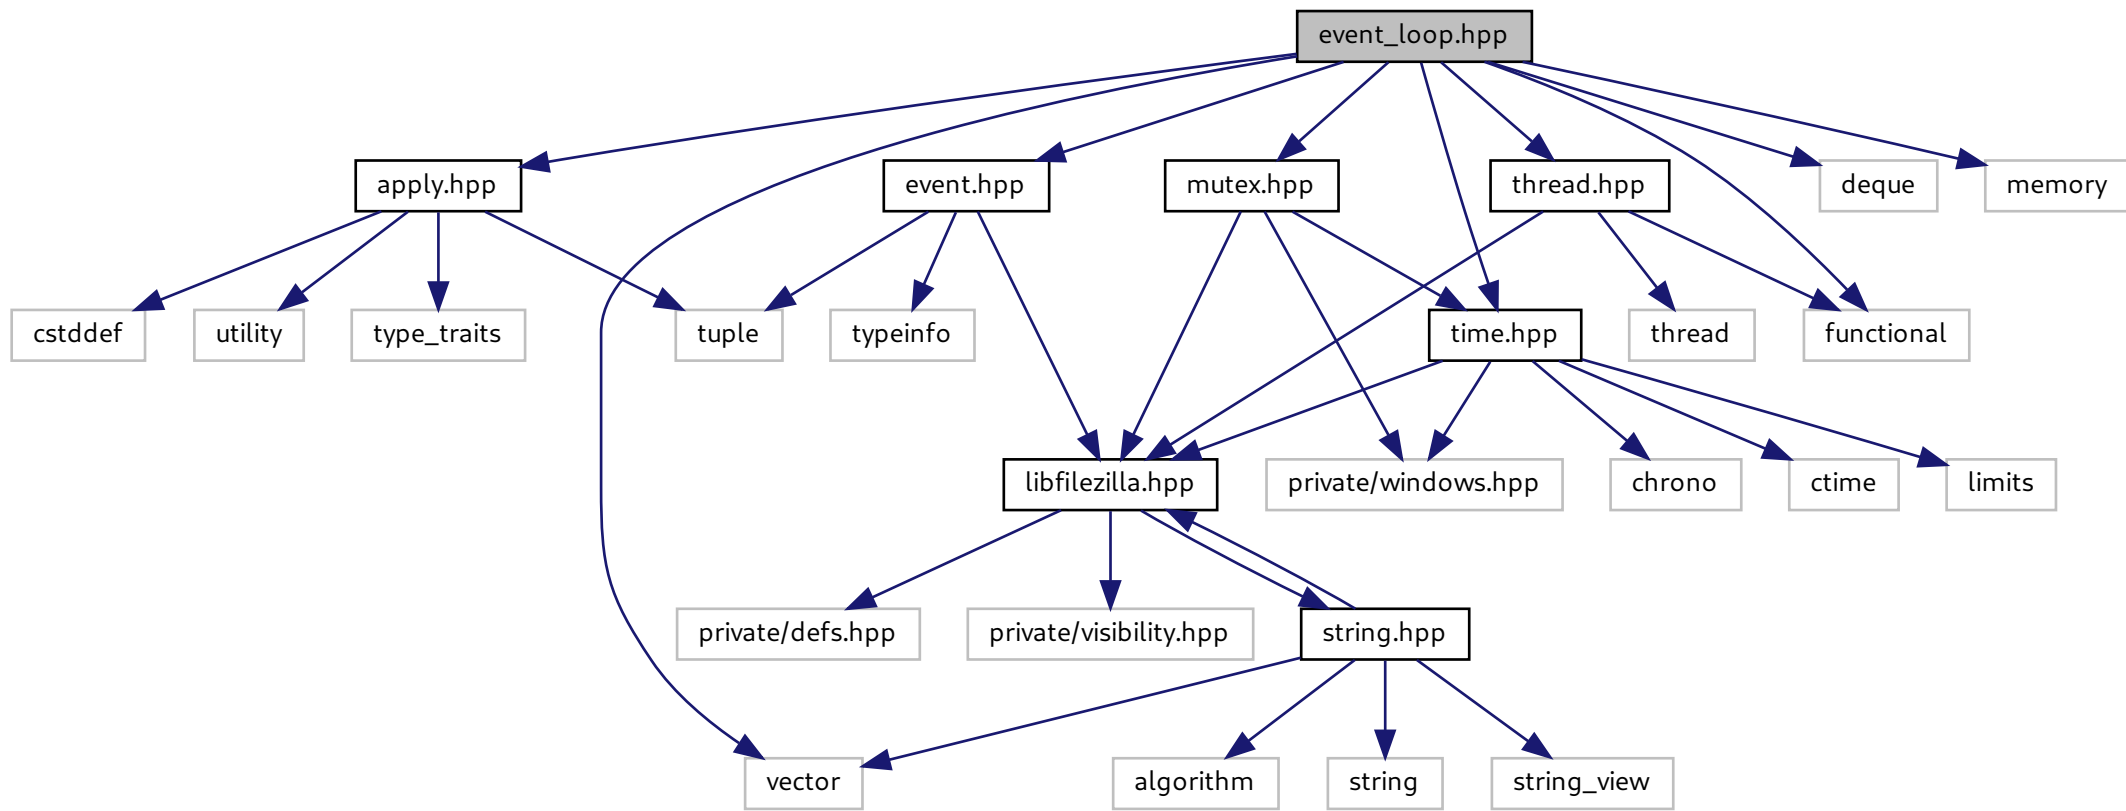 event_loop.hpp
apply.hpp
event.hpp
mutex.hpp
thread.hpp
deque
memory
cstddef
utility
type_traits
tuple
typeinfo
time.hpp
thread
functional
libfilezilla.hpp
private/windows.hpp
chrono
ctime
limits
private/defs.hpp
private/visibility.hpp
string.hpp
vector
algorithm
string
string_view